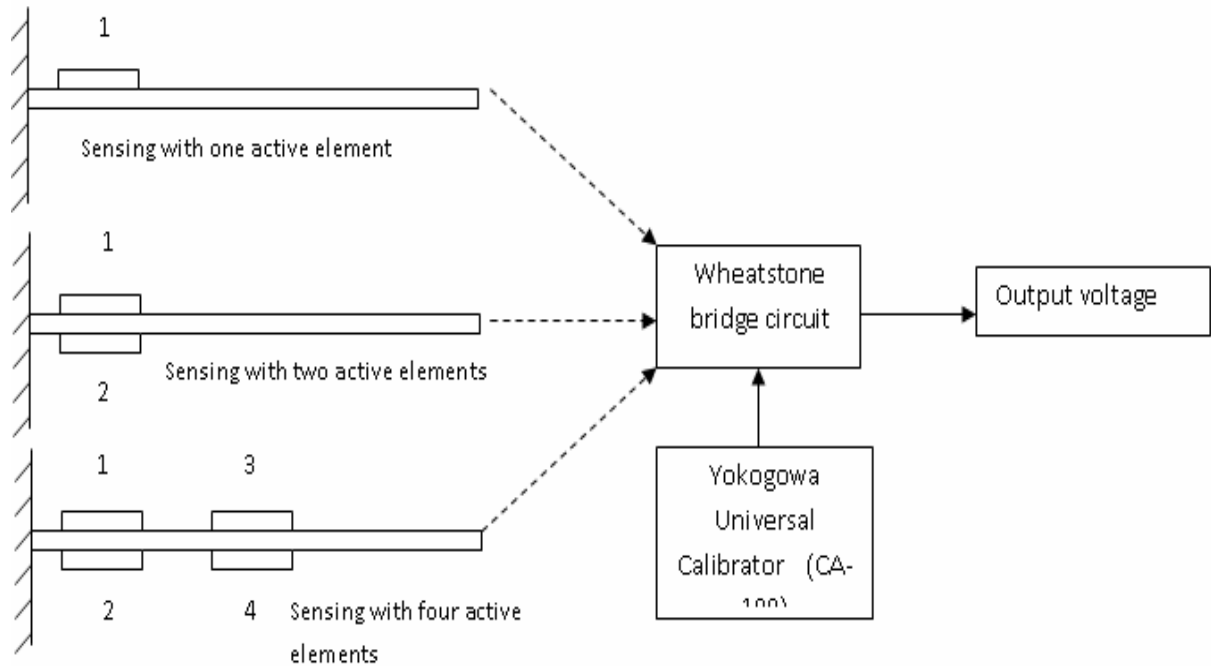 1
Sensing with one active element
1
2
Sensing with two active elements
1 3
2 4
Sensing with four active
elements
Wheatstone
bridge circuit
Output voltage
Yokogowa
Universal
Calibrator (CA-